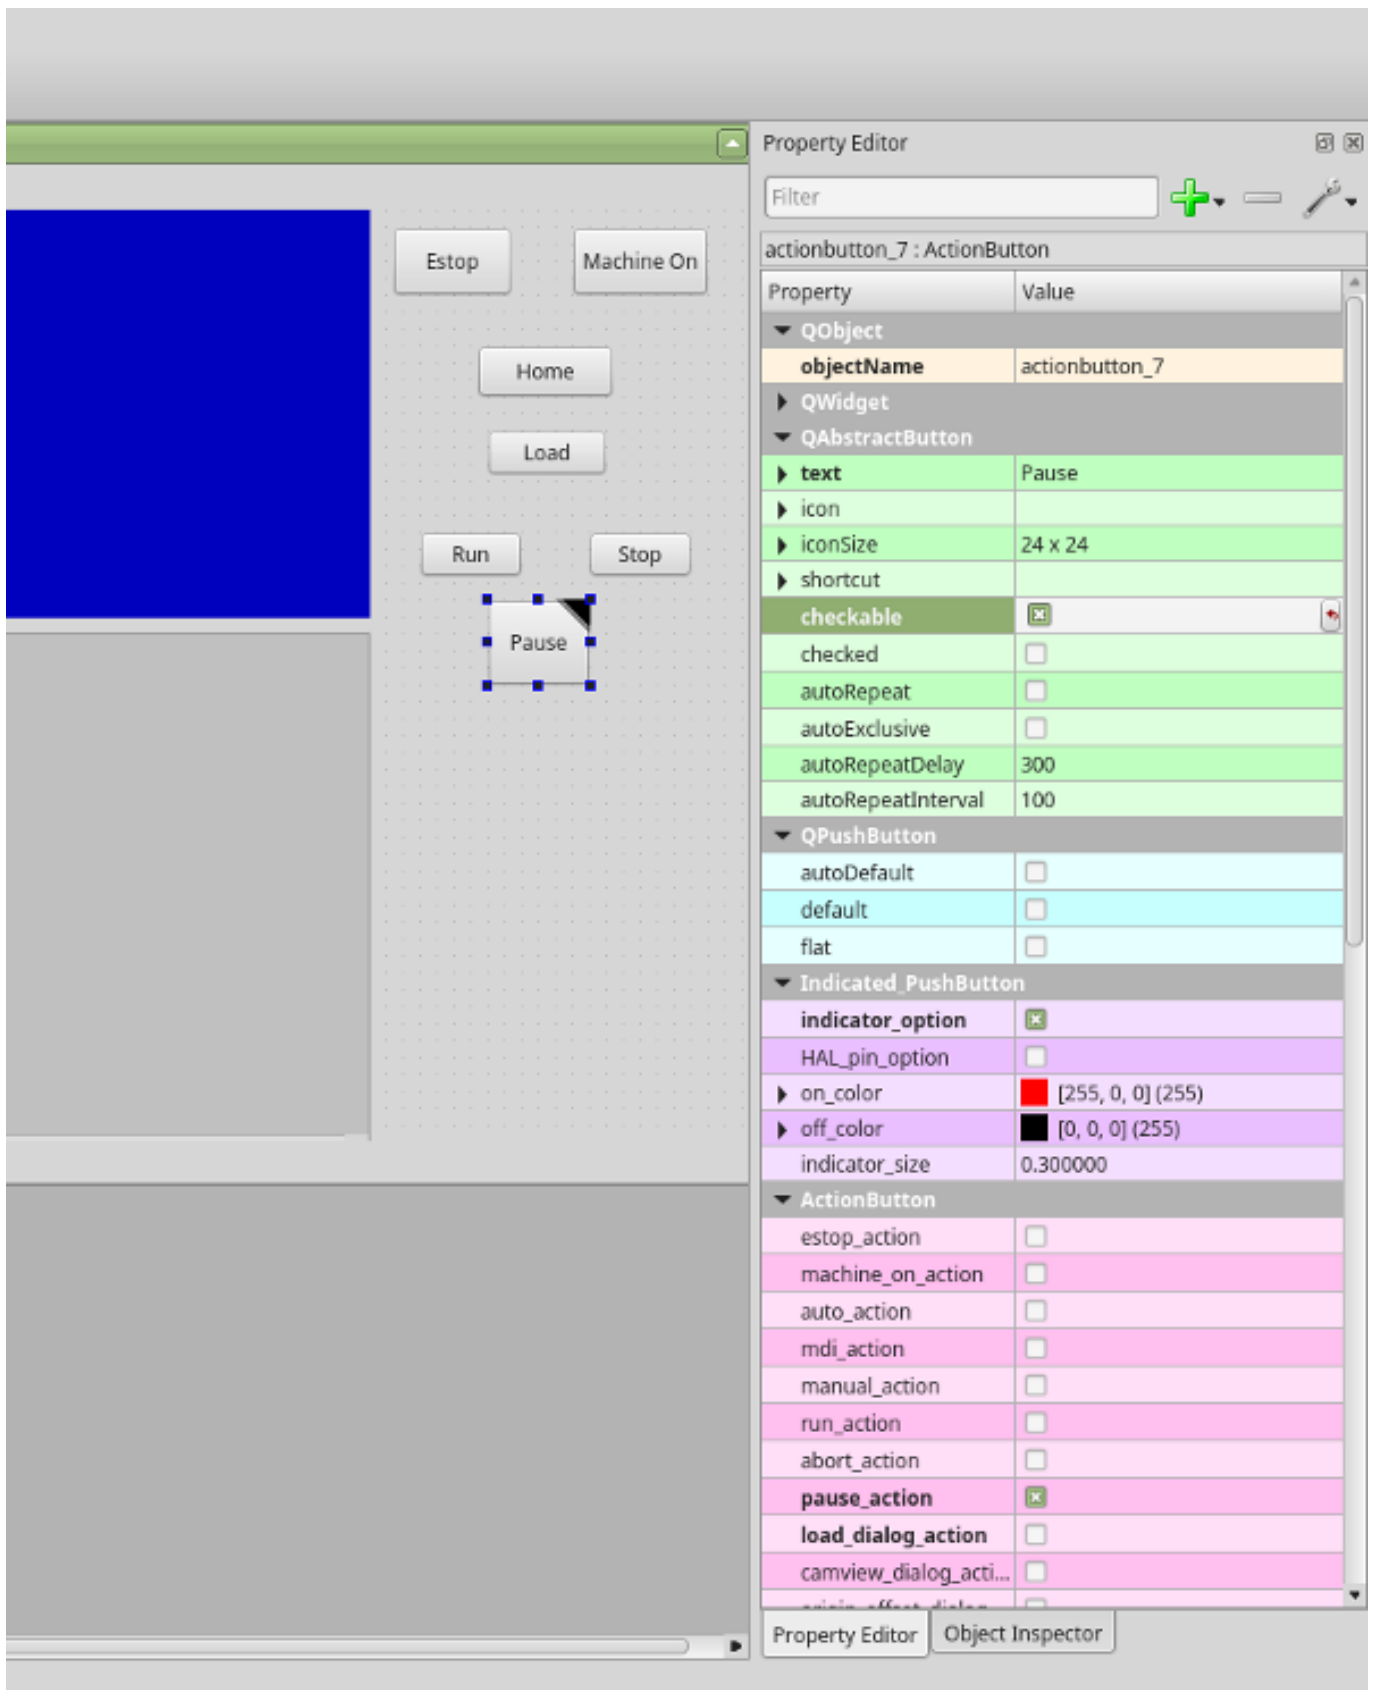 Estop
Machine On
Home
Load
Run
Stop
Pause
Property Editor
Filter
actionbutton_7 : ActionButton
Property Value
QObject
objectName actionbutton_7
QWidget
QAbstractButton
text Pause
icon
iconSize 24 x 24
shortcut
checkable
checked
autoRepeat
autoExclusive
autoRepeatDelay 300
autoRepeatInterval 100
QPushButton
autoDefault
default
flat
Indicated_PushButton
indicator_option
HAL_pin_option
on_color [255, 0, 0] (255)
off_color [0, 0, 0] (255)
indicator_size 0.300000
ActionButton
estop_action
machine_on_action
auto_action
mdi_action
manual_action
run_action
abort_action
pause_action
load_dialog_action
camview_dialog_acti...
Property Editor Object Inspector